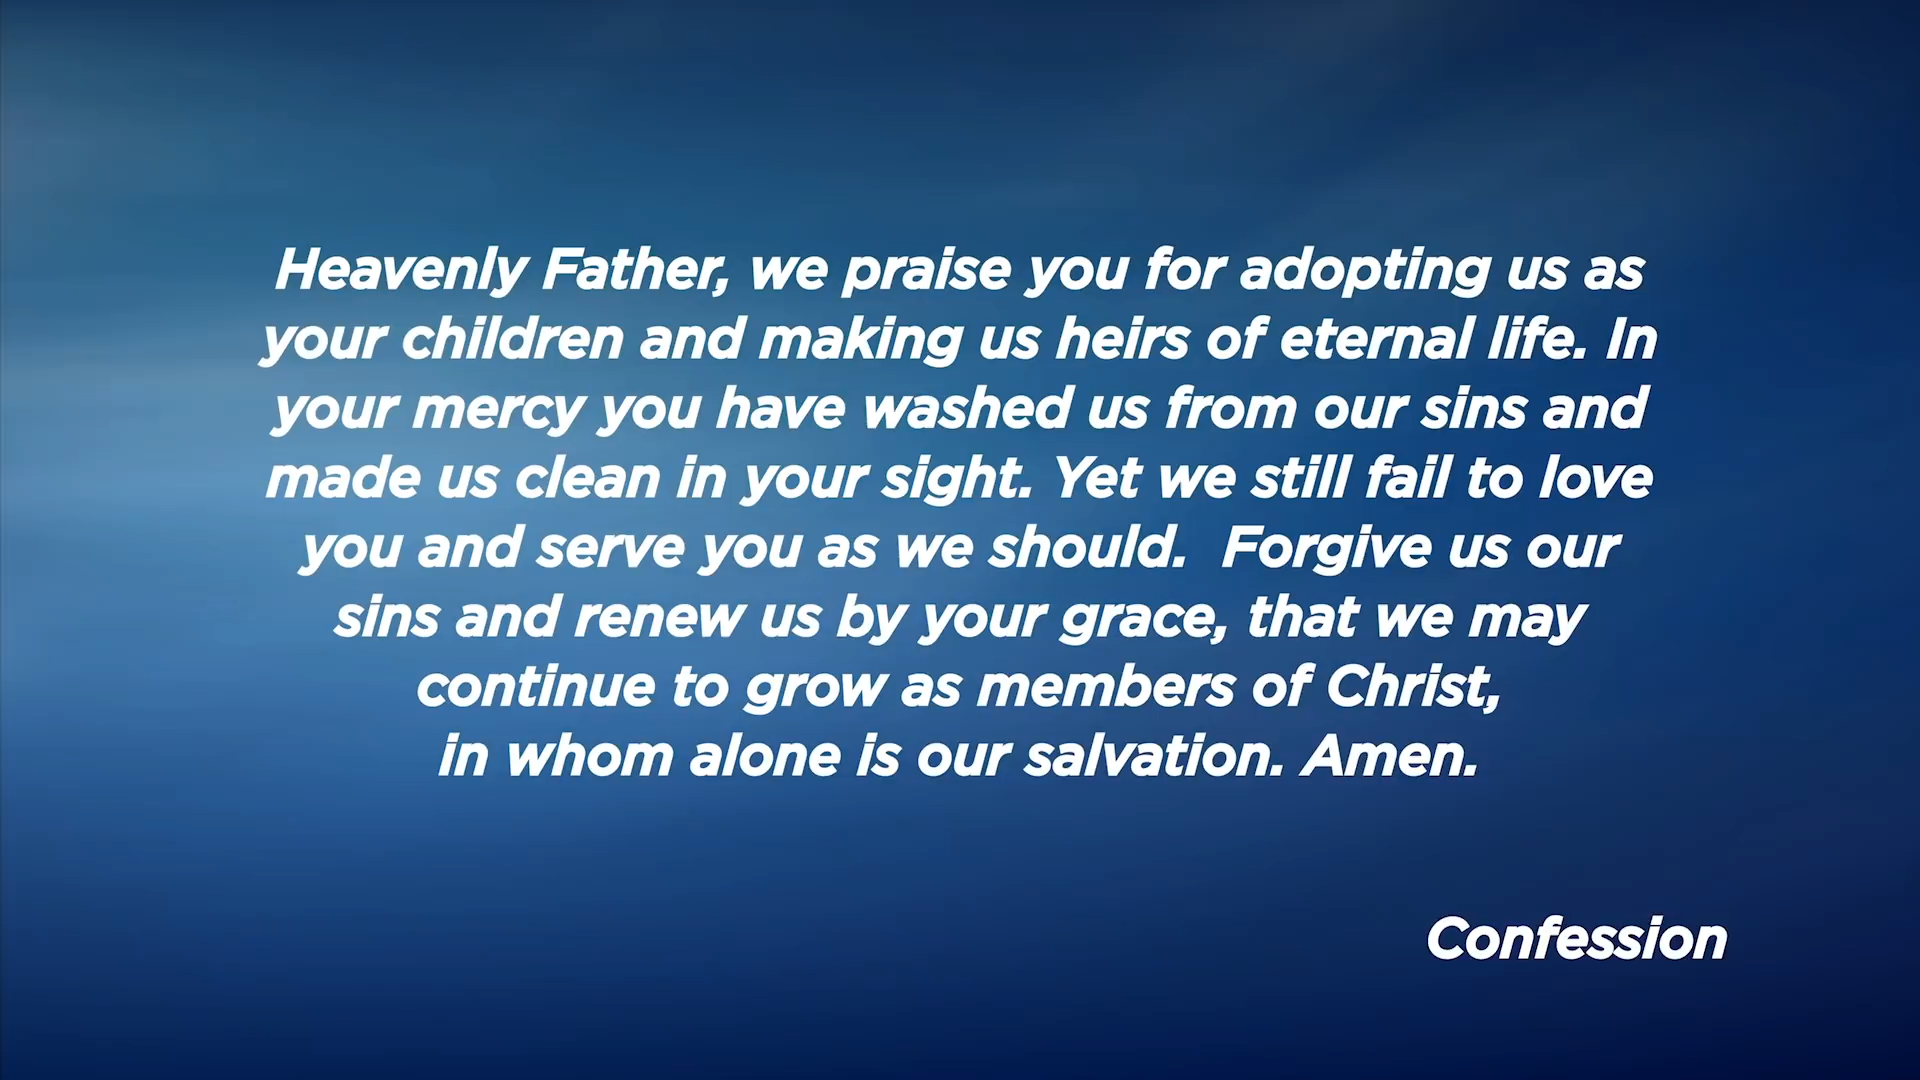 Heavenly Father, we praise you for adopting us as
your children and making us heirs of eternal life. In
your mercy you have washed us from our sins and
made us clean in your sight.  Yet we still fail to love
you and serve you as we should.  Forgive us our
sins and renew us by your grace, that we may
continue to grow as members of Christ,
in whom alone is our salvation. Amen.
Confession